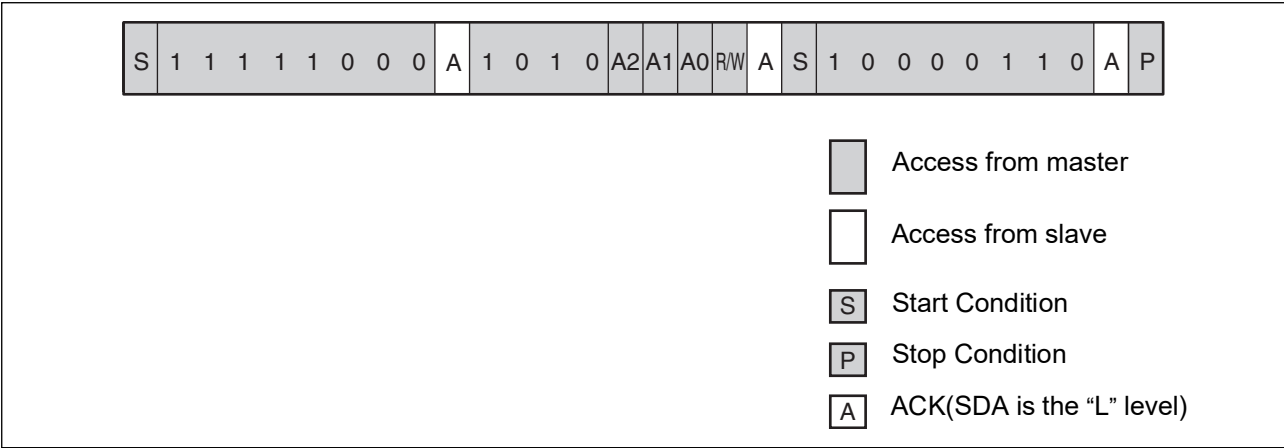 S 1 1 1 1 1 0 0 0 A 1 0 1 0 A2 A1 A0 R/W A S 1 0 0 0 0 1 1 0 A P
Access from master
Access from slave
S Start Condition
P Stop Condition
A ACK(SDA is the “L” level)